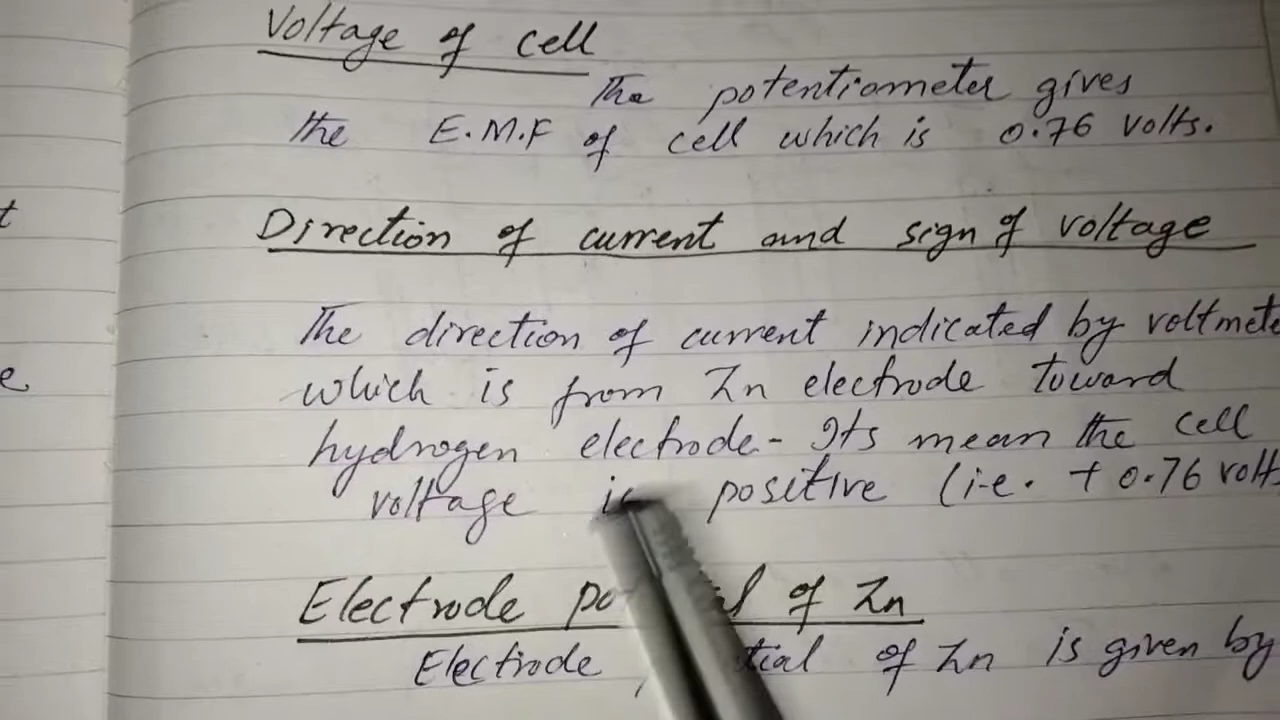 Voltage of cell
The potentiometer gives
the E.M.F of cell which is 0.76 volts.
Direction of current and sign of voltage
t
The direction of current indicated by voltmete
which is from Zn electrode toward
e
hydrogen electrode- Its mean the cell
voltage is positive (i-e. +0.76 volts
Electrode of Zn
Electrode of Zn is given by